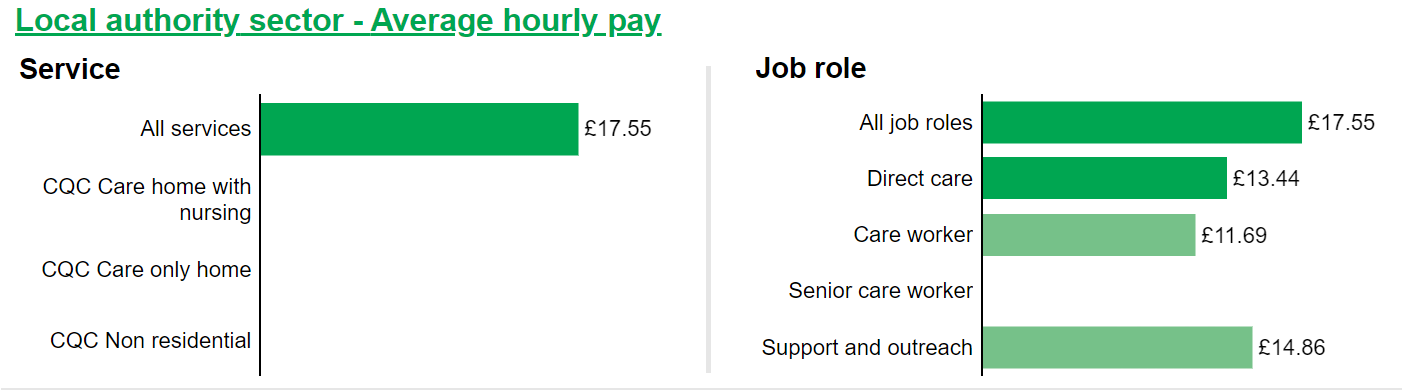 Local authority sector - Average hourly pay
Service
All services £17.55
CQC Care home with
nursing
CQC Care only home
CQC Non residential
Job role
All job roles £17.55
Direct care £13.44
Care worker £11.69
Senior care worker
Support and outreach £14.86